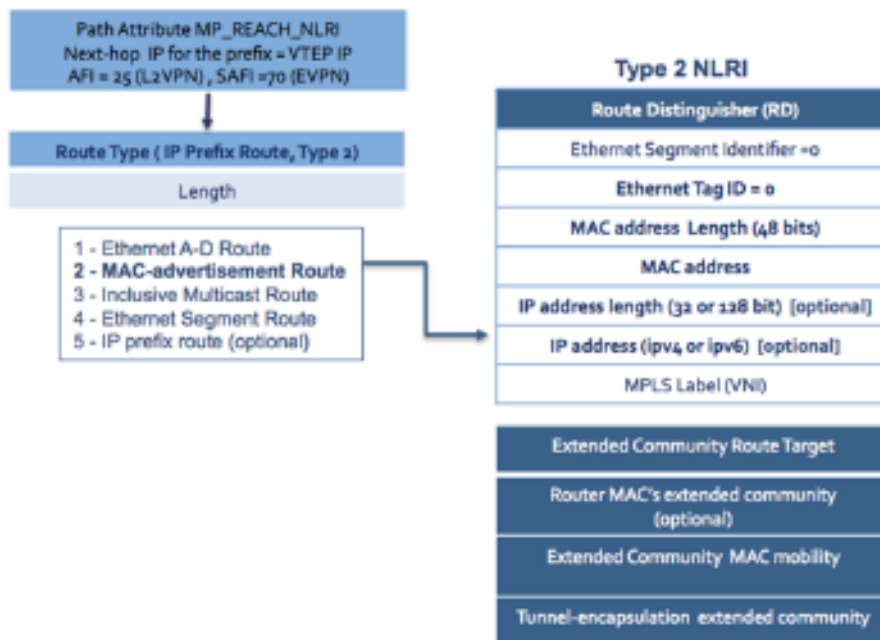 Path Attribute MP_REACH_NLRI
Next-hop IP for the prefix = VTEP IP
AFI = 25 (L2VPN) , SAFI =70 (EVPN)
Route Type ( IP Prefix Route, Type 2)
Length
1 - Ethernet A-D Route
2 - MAC-advertisement Route
3 - Inclusive Multicast Route
4 - Ethernet Segment Route
5 - IP prefix route (optional)
Type 2 NLRI
Route Distinguisher (RD)
Ethernet Segment Identifier =0
Ethernet Tag ID = 0
MAC address Length (48 bits)
MAC address
IP address length (32 or 128 bit) [optional]
IP address (ipv4 or ipv6) [optional]
MPLS Label (VNI)
Extended Community Route Target
Router MAC's extended community
(optional)
Extended Community MAC mobility
Tunnel-encapsulation extended community